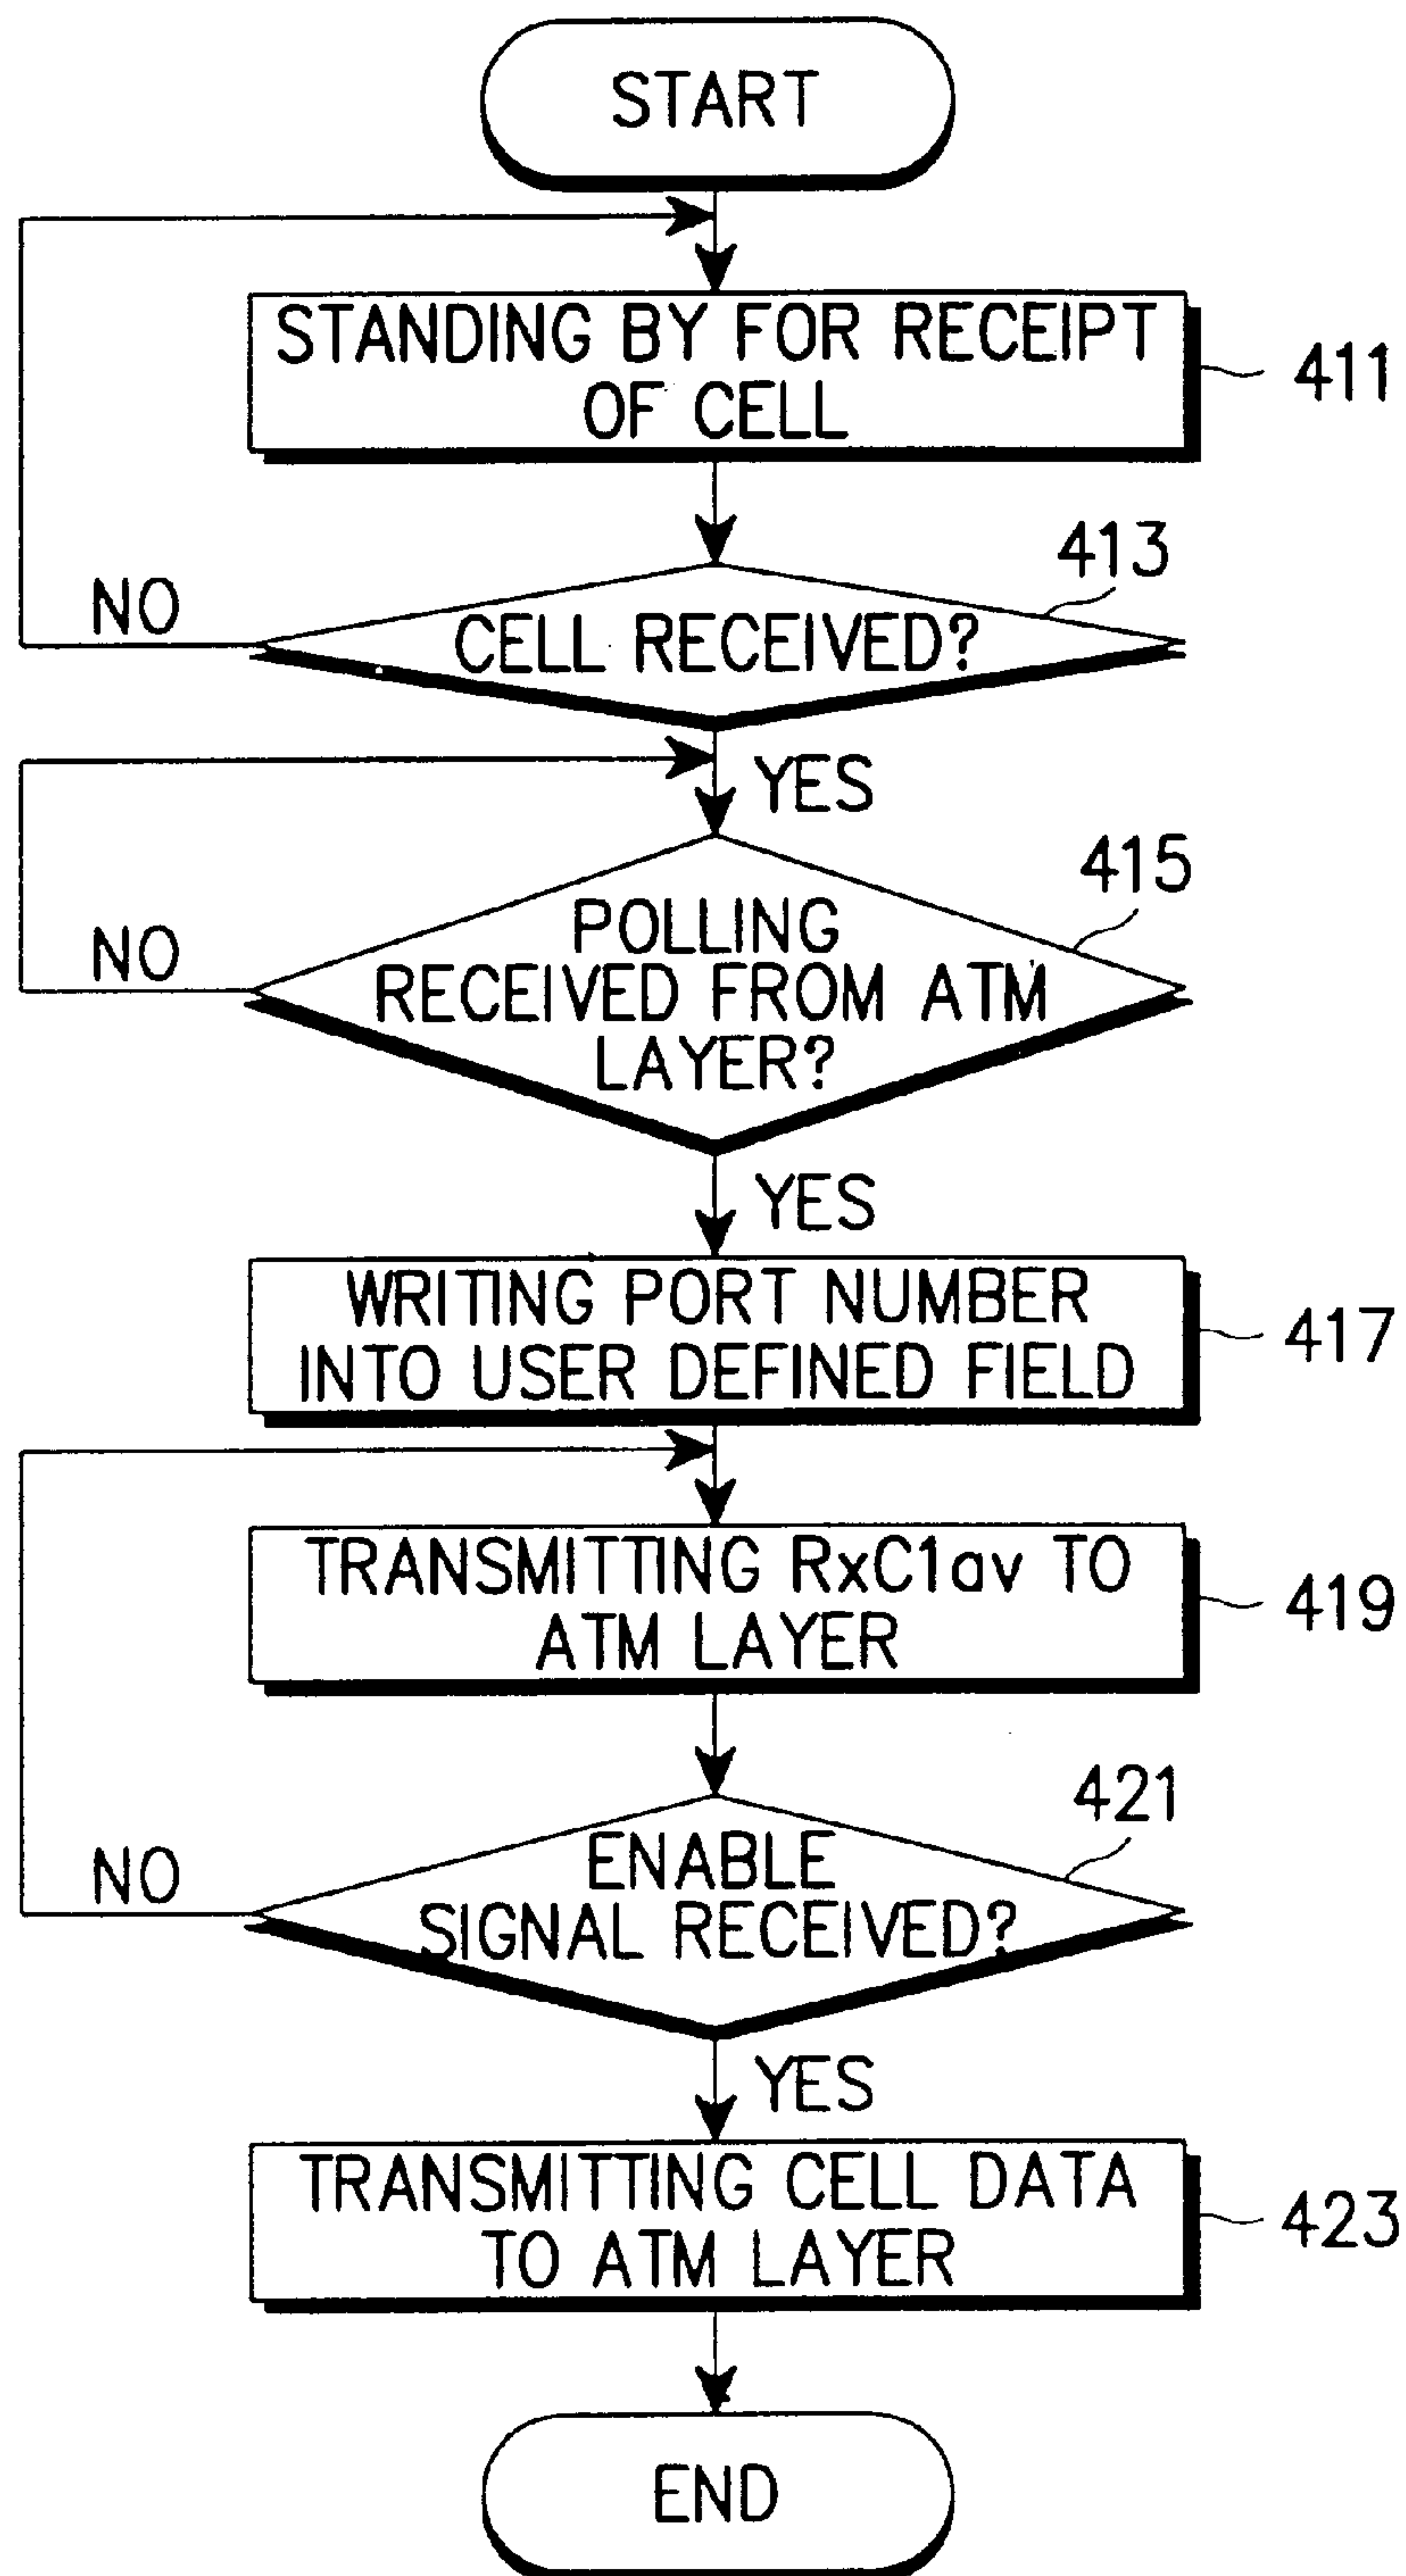 START
STANDING BY FOR RECEIPT
OF CELL
411
413
NO
CELL RECEIVED?
YES
415
NO
POLLING
RECEIVED FROM ATM
LAYER?
YES
WRITING PORT NUMBER
INTO USER DEFINED FIELD
417
TRANSMITTING RxC1av TO
ATM LAYER
419
421
NO
ENABLE
SIGNAL RECEIVED?
YES
TRANSMITTING CELL DATA
TO ATM LAYER
423
END